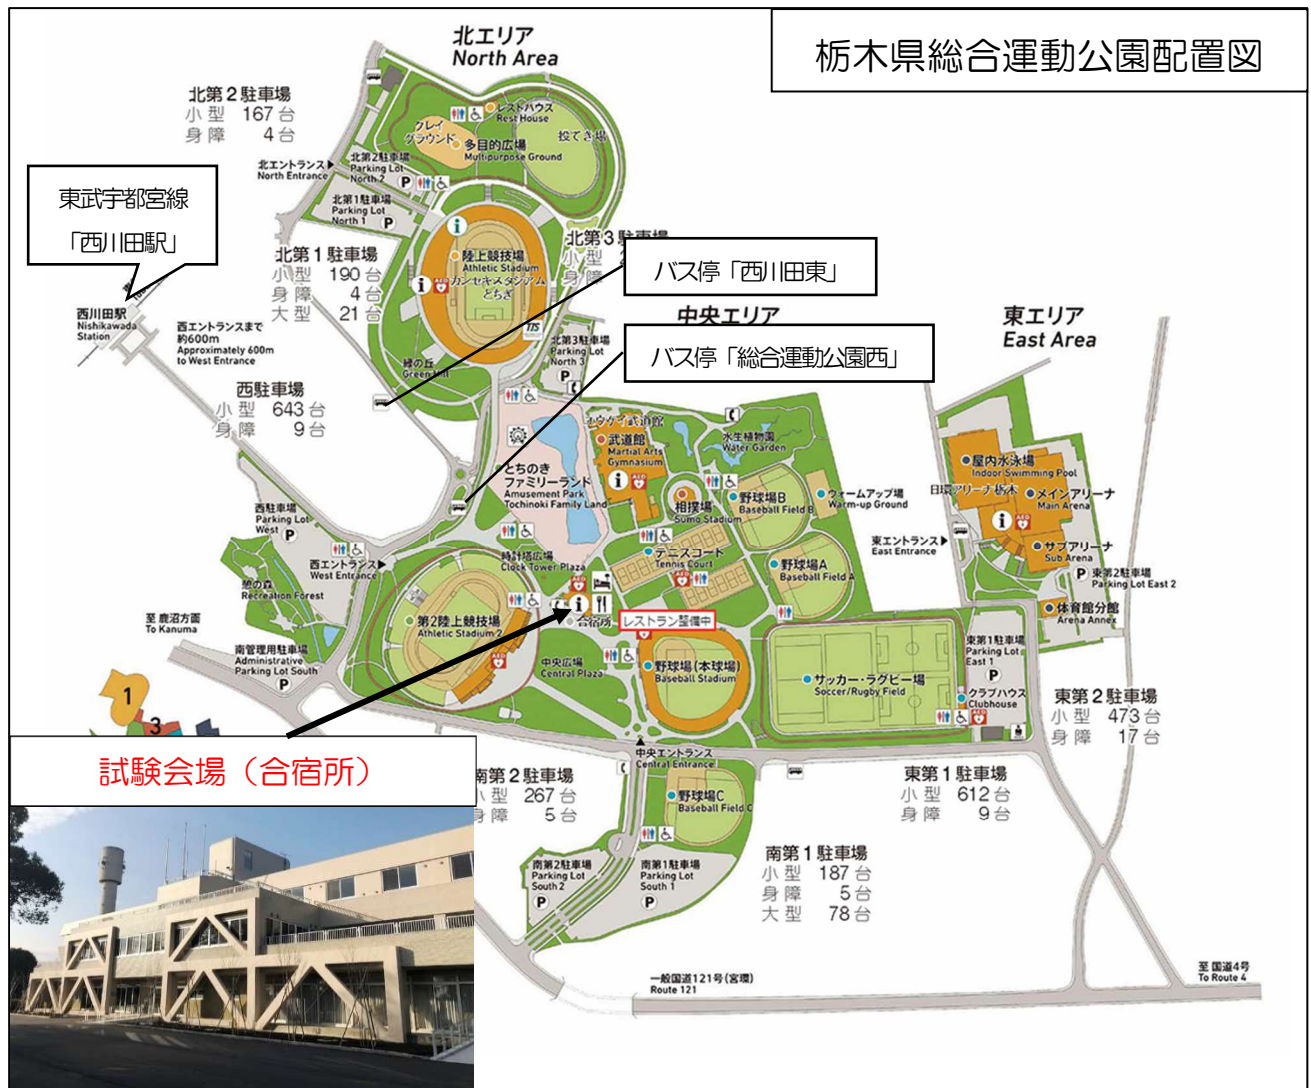 栃木県総合運動公園配置図
北エリア
North Area
北第2駐車場
小型 167台
身障 4台
レストハウス
Rest House
クレイ
グラウンド
多目的広場
Multipurpose Ground
投てき場
北エントランス
North Entrance
北第2駐車場
Parking Lot
North 2
P
北第1駐車場
Parking Lot
North 1
P
東武宇都宮線
「西川田駅」
西川田駅
Nishikawada
Station
西エントランスまで
約600m
Approximately 600m
to West Entrance
北第1駐車場
小型 190台
身障 4台
大型 21台
陸上競技場
Athletic Stadium
カンセキスタジアム
とちぎ
AED
TTS
北第3駐車場
小型
身障
バス停「西川田東」
中央エリア
バス停「総合運動公園西」
北第3駐車場
Parking Lot
North 3
P
緑の丘
Green Hill
西駐車場
小型 643台
身障 9台
東エリア
East Area
屋内水泳場
Indoor Swimming Pool
日環アリーナ栃木
メインアリーナ
Main Arena
AED
サブアリーナ
Sub Arena
P
東第2駐車場
Parking Lot East 2
体育館分館
Arena Annex
東エントランス
East Entrance
ユウケイ武道館
武道館
Martial Arts
Gymnasium
AED
水生植物園
Water Garden
とちのき
ファミリーランド
Amusement Park
Tochinoki Family Land
相撲場
Sumo Stadium
野球場B
Baseball Field B
ウォームアップ場
Warm-up Ground
テニスコート
Tennis Court
AED
野球場A
Baseball Field A
西駐車場
Parking Lot
West
P
西エントランス
West Entrance
憩の森
Recreation Forest
時計塔広場
Clock Tower Plaza
AED
合宿所
レストラン整備中
第2陸上競技場
Athletic Stadium 2
AED
至 鹿沼方面
To Kanuma
南管理用駐車場
Administrative
Parking Lot South
P
中央広場
Central Plaza
野球場(本球場)
Baseball Stadium
サッカー・ラグビー場
Soccer/Rugby Field
東第1駐車場
Parking Lot
East 1
P
クラブハウス
Clubhouse
AED
東第2駐車場
小型 473台
身障 17台
1
3
試験会場（合宿所）
中央エントランス
Central Entrance
南第2駐車場
小型 267台
身障 5台
野球場C
Baseball Field C
東第1駐車場
小型 612台
身障 9台
南第1駐車場
小型 187台
身障 5台
大型 78台
南第2駐車場
Parking Lot
South 2
P
南第1駐車場
Parking Lot
South 1
P
一般国道121号(宮環)
Route 121
至 国道4号
To Route 4